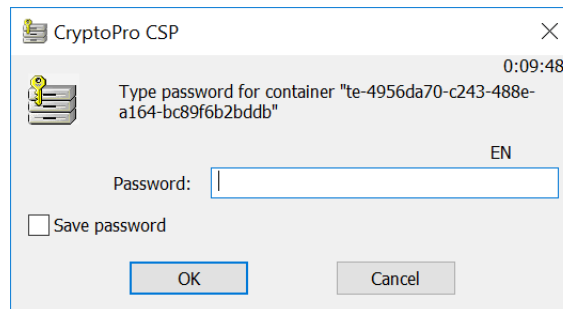 CryptoPro CSP
0:09:48
Type password for container "te-4956da70-c243-488e-
a164-bc89f6b2bddb"
EN
Password:
Save password
OK
Cancel